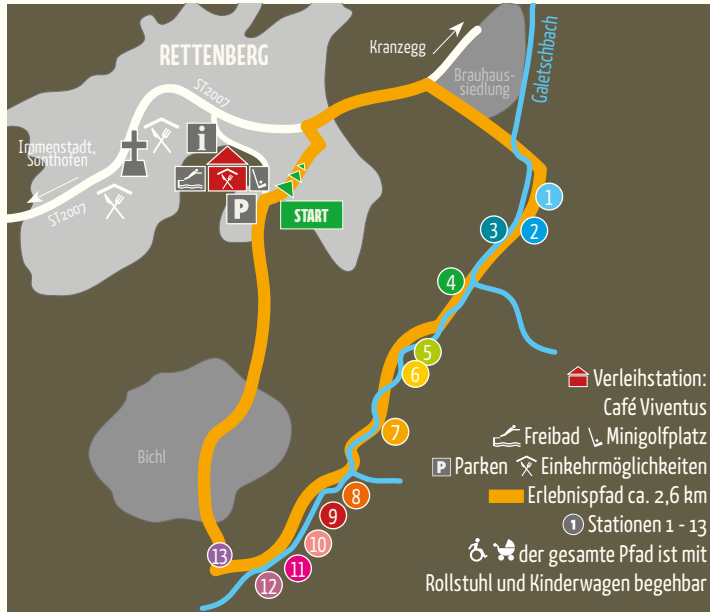 RETTENBERG
Kranzegg
Brauhaus-
siedlung
Galetschbach
ST2007
Immenstadt,
Sonthofen
ST2007
i
P
START
1
2
3
4
5
6
7
8
9
10
11
12
13
Bichl
Verleihstation:
Café Viventus
Freibad Minigolfplatz
P Parken Einkehrmöglichkeiten
Erlebnispfad ca. 2,6 km
1 Stationen 1 - 13
der gesamte Pfad ist mit
Rollstuhl und Kinderwagen begehbar